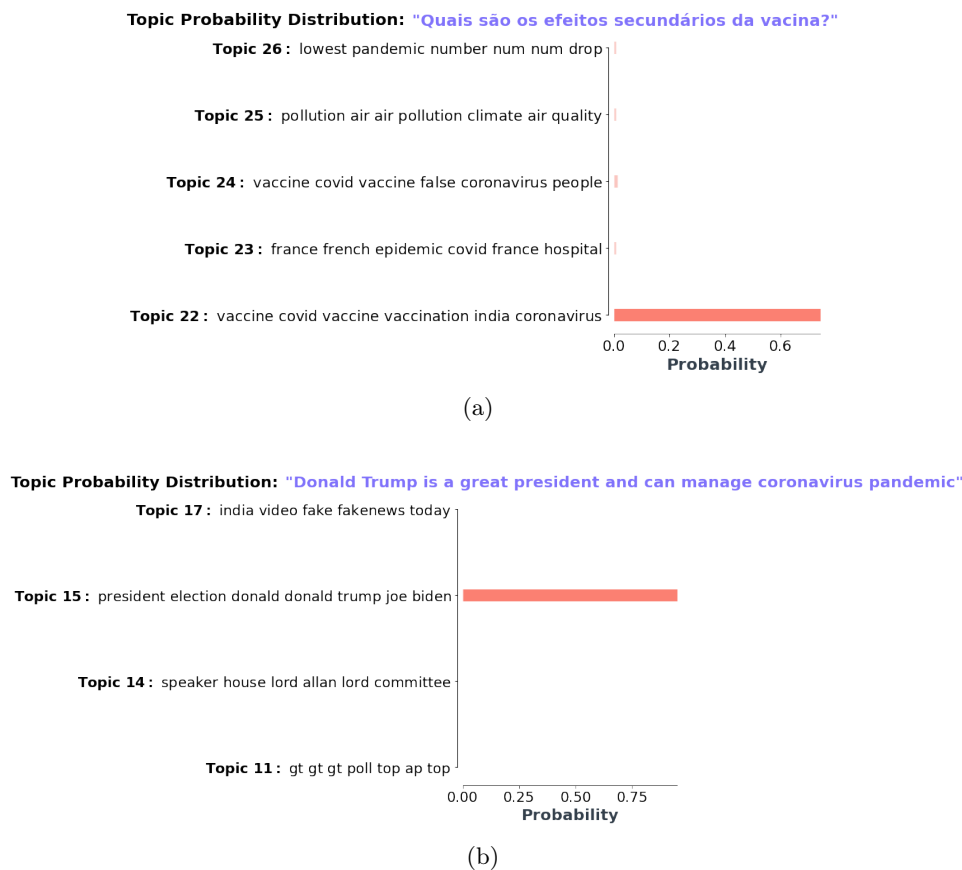 Topic Probability Distribution: "Quais são os efeitos secundários da vacina?"
Topic 26 : lowest pandemic number num num drop
Topic 25 : pollution air air pollution climate air quality
Topic 24 : vaccine covid vaccine false coronavirus people
Topic 23 : france french epidemic covid france hospital
Topic 22 : vaccine covid vaccine vaccination india coronavirus
0.0 0.2 0.4 0.6
Probability
(a)
Topic Probability Distribution: "Donald Trump is a great president and can manage coronavirus pandemic"
Topic 17 : india video fake fakenews today
Topic 15 : president election donald donald trump joe biden
Topic 14 : speaker house lord allan lord committee
Topic 11 : gt gt gt poll top ap top
0.00 0.25 0.50 0.75
Probability
(b)